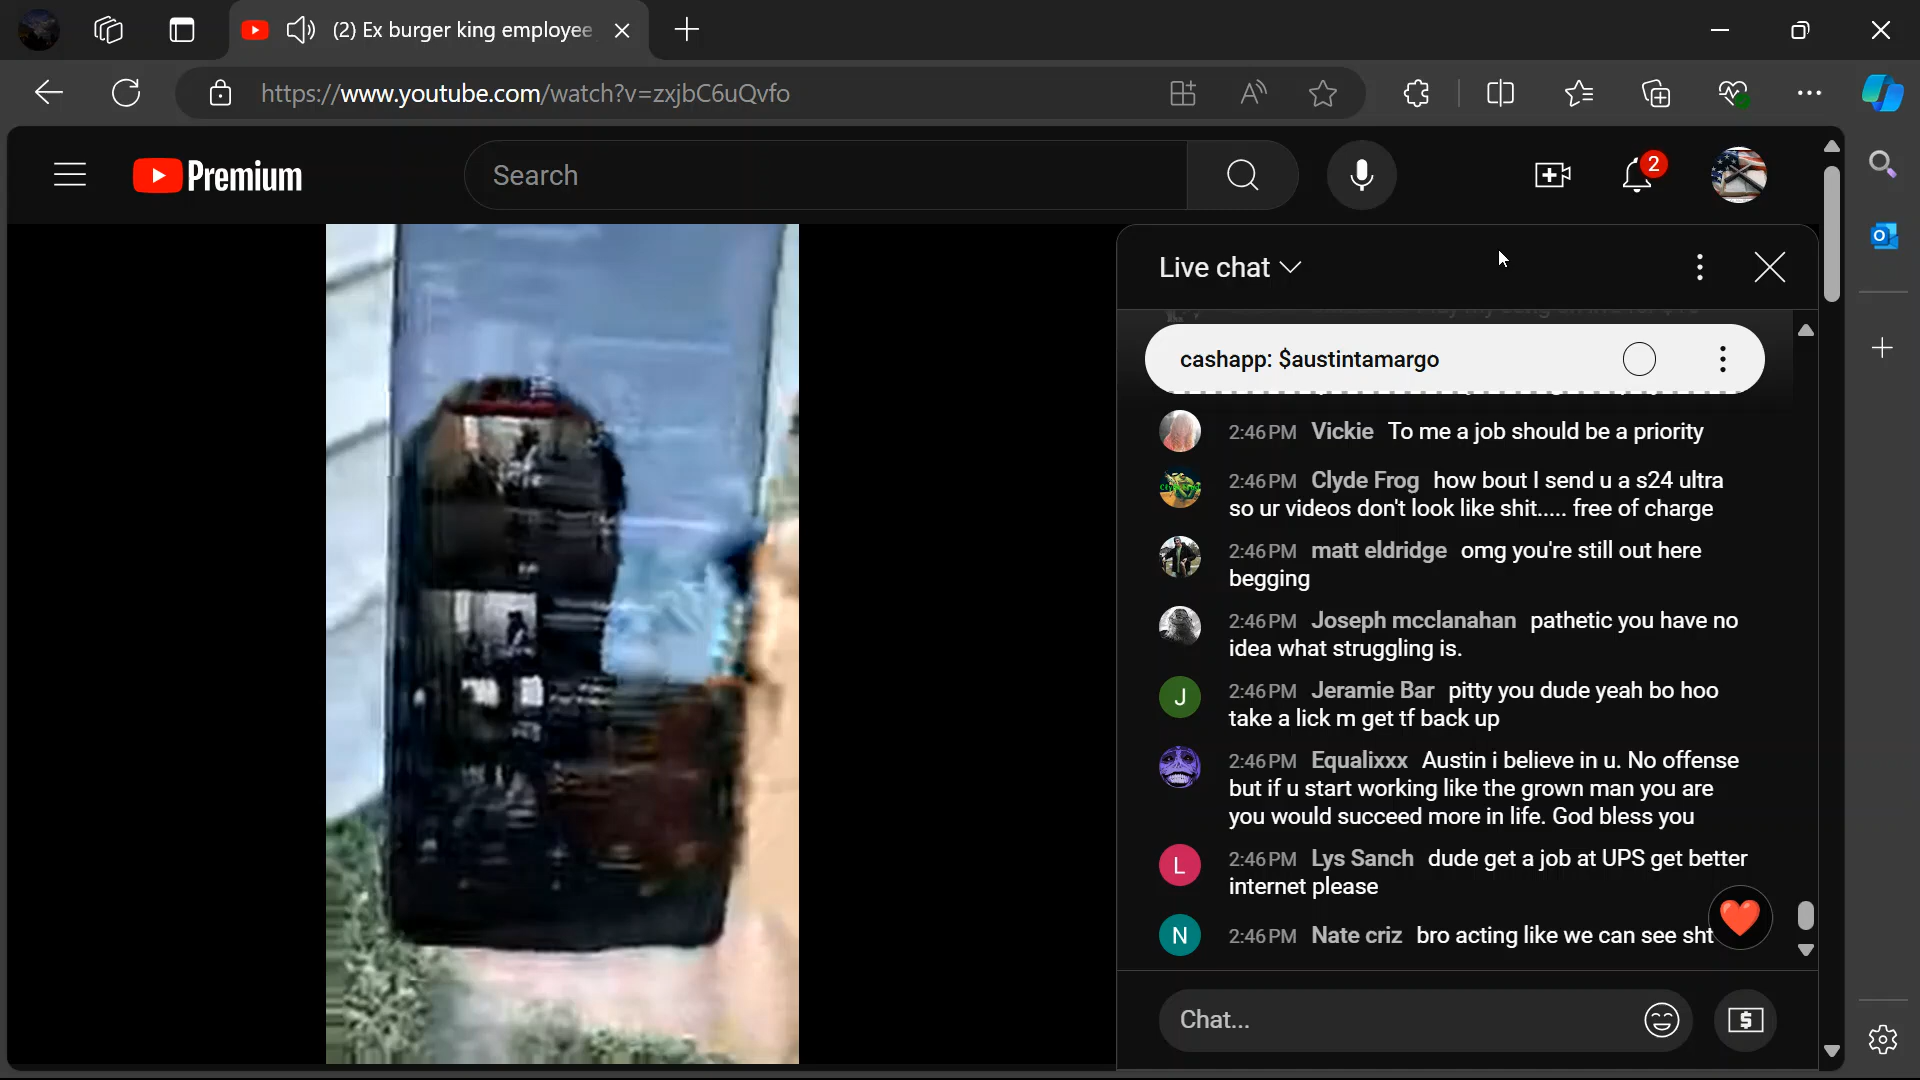 (2) Ex burger king employee
https://www.youtube.com/watch?v=zxjbC6uQvfo
Premium
Search
2
Live chat
cashapp: $austintamargo
2:46 PM Vickie To me a job should be a priority
2:46 PM Clyde Frog how bout I send u a s24 ultra
so ur videos don't look like shit..... free of charge
2:46 PM matt eldridge omg you're still out here
begging
2:46 PM Joseph mcclanahan pathetic you have no
idea what struggling is.
J
2:46 PM Jeramie Bar pitty you dude yeah bo hoo
take a lick m get tf back up
2:46 PM Equalixxx Austin i believe in u. No offense
but if u start working like the grown man you are
you would succeed more in life. God bless you
L
2:46 PM Lys Sanch dude get a job at UPS get better
internet please
N
2:46 PM Nate criz bro acting like we can see sht
Chat...